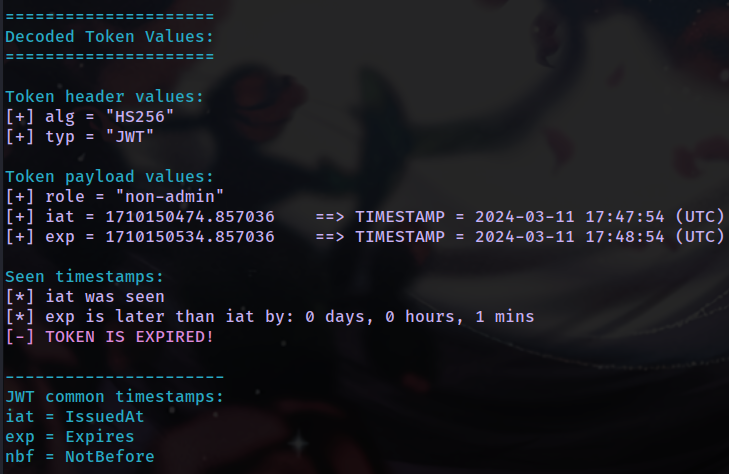 =====================
Decoded Token Values:
=====================
Token header values:
[+] alg = "HS256"
[+] typ = "JWT"
Token payload values:
[+] role = "non-admin"
[+] iat = 1710150474.857036    ==> TIMESTAMP = 2024-03-11 17:47:54 (UTC)
[+] exp = 1710150534.857036    ==> TIMESTAMP = 2024-03-11 17:48:54 (UTC)
Seen timestamps:
[*] iat was seen
[*] exp is later than iat by: 0 days, 0 hours, 1 mins
[-] TOKEN IS EXPIRED!
----------------------
JWT common timestamps:
iat = IssuedAt
exp = Expires
nbf = NotBefore